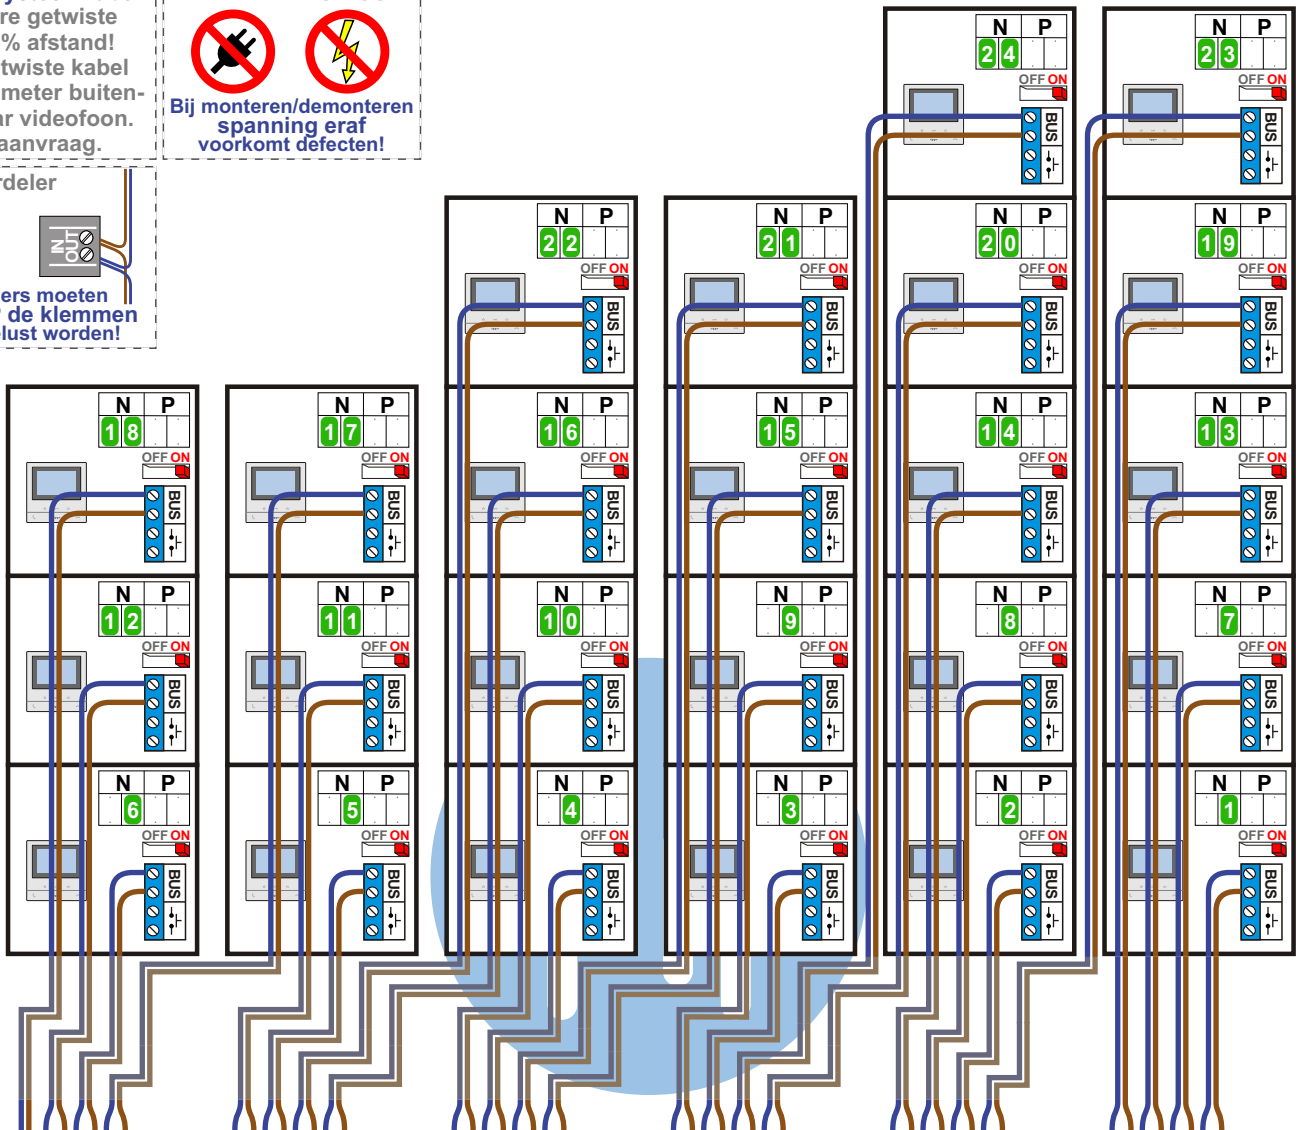 re getwiste
% afstand!
twiste kabel
meter buiten-
ar videofoon.
aanvraag.
Bij monteren/demonteren
spanning eraf
voorkomt defecten!
rdeler
IN
OUT
ers moeten
de klemmen
lust worden!
N P
24
OFF ON
BUS
N P
23
OFF ON
BUS
N P
22
OFF ON
BUS
N P
21
OFF ON
BUS
N P
20
OFF ON
BUS
N P
19
OFF ON
BUS
N P
18
OFF ON
BUS
N P
17
OFF ON
BUS
N P
16
OFF ON
BUS
N P
15
OFF ON
BUS
N P
14
OFF ON
BUS
N P
13
OFF ON
BUS
N P
12
OFF ON
BUS
N P
11
OFF ON
BUS
N P
10
OFF ON
BUS
N P
9
OFF ON
BUS
N P
8
OFF ON
BUS
N P
7
OFF ON
BUS
N P
6
OFF ON
BUS
N P
5
OFF ON
BUS
N P
4
OFF ON
BUS
N P
3
OFF ON
BUS
N P
2
OFF ON
BUS
N P
1
OFF ON
BUS